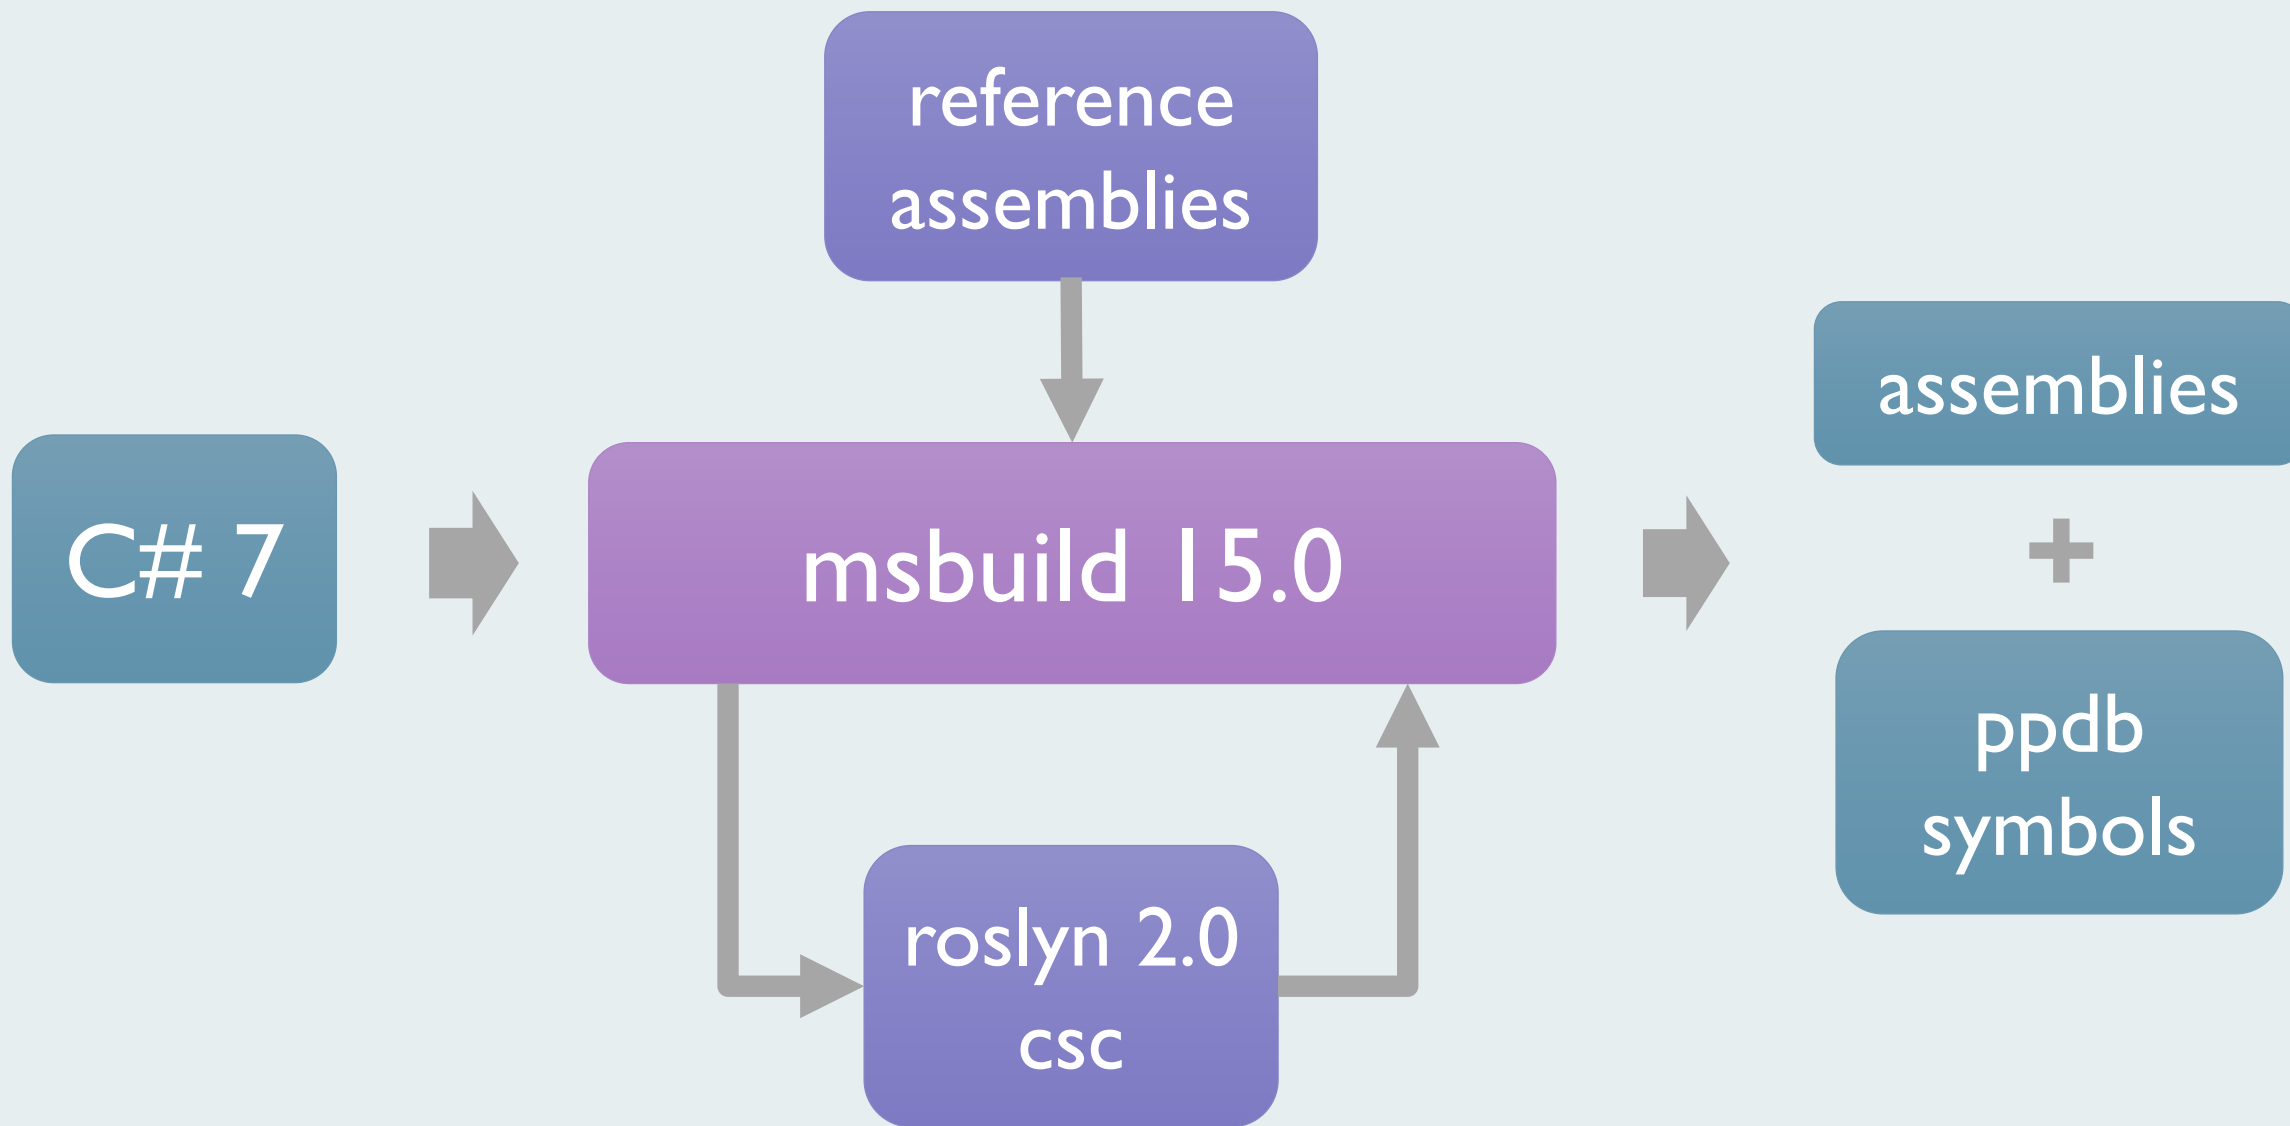 reference
assemblies
C# 7
msbuild 15.0
assemblies
+
ppdb
symbols
roslyn 2.0
csc